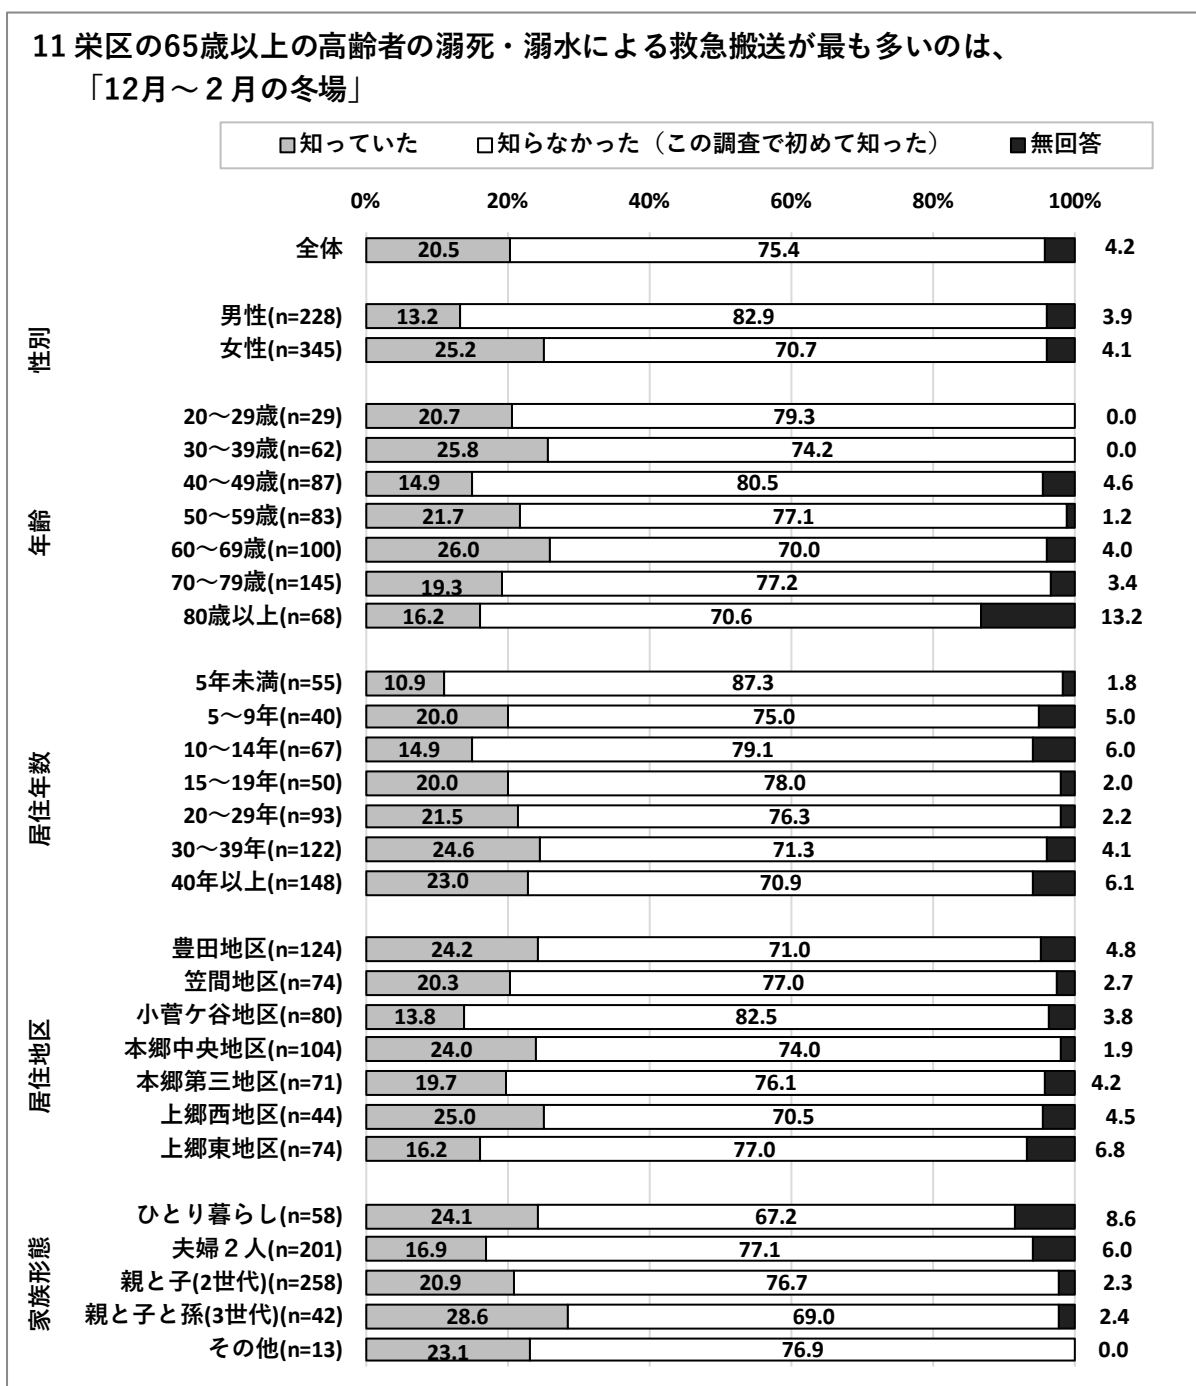 11 栄区の65歳以上の高齢者の溺死・溺水による救急搬送が最も多いのは、
「12月～２月の冬場」
知っていた 知らなかった（この調査で初めて知った） 無回答
0% 20% 40% 60% 80% 100%
全体 20.5 75.4 4.2
性別
男性(n=228) 13.2 82.9 3.9
女性(n=345) 25.2 70.7 4.1
年齢
20～29歳(n=29) 20.7 79.3 0.0
30～39歳(n=62) 25.8 74.2 0.0
40～49歳(n=87) 14.9 80.5 4.6
50～59歳(n=83) 21.7 77.1 1.2
60～69歳(n=100) 26.0 70.0 4.0
70～79歳(n=145) 19.3 77.2 3.4
80歳以上(n=68) 16.2 70.6 13.2
居住年数
5年未満(n=55) 10.9 87.3 1.8
5～9年(n=40) 20.0 75.0 5.0
10～14年(n=67) 14.9 79.1 6.0
15～19年(n=50) 20.0 78.0 2.0
20～29年(n=93) 21.5 76.3 2.2
30～39年(n=122) 24.6 71.3 4.1
40年以上(n=148) 23.0 70.9 6.1
居住地区
豊田地区(n=124) 24.2 71.0 4.8
笠間地区(n=74) 20.3 77.0 2.7
小菅ケ谷地区(n=80) 13.8 82.5 3.8
本郷中央地区(n=104) 24.0 74.0 1.9
本郷第三地区(n=71) 19.7 76.1 4.2
上郷西地区(n=44) 25.0 70.5 4.5
上郷東地区(n=74) 16.2 77.0 6.8
家族形態
ひとり暮らし(n=58) 24.1 67.2 8.6
夫婦２人(n=201) 16.9 77.1 6.0
親と子(2世代)(n=258) 20.9 76.7 2.3
親と子と孫(3世代)(n=42) 28.6 69.0 2.4
その他(n=13) 23.1 76.9 0.0